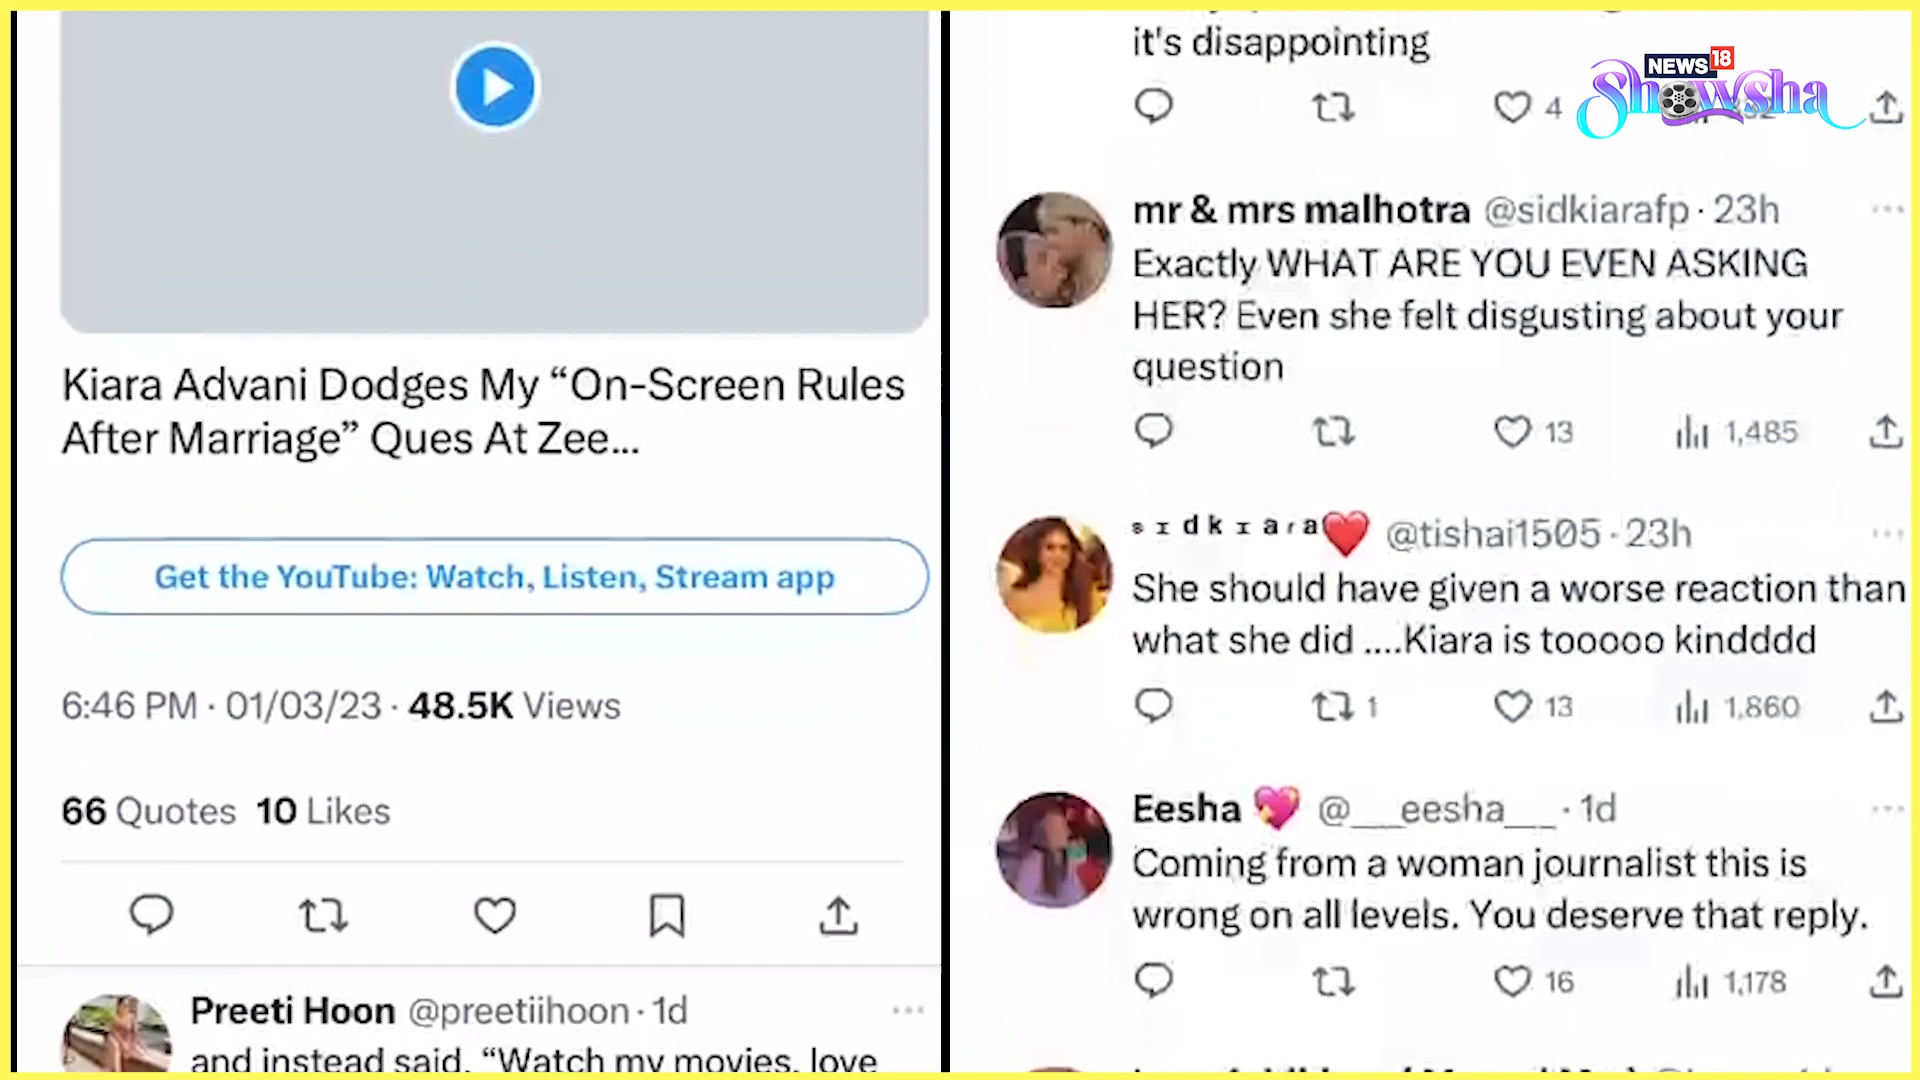 Kiara Advani Dodges My “On-Screen Rules
After Marriage” Ques At Zee...
Get the YouTube: Watch, Listen, Stream app
6:46 PM · 01/03/23 · 48.5K Views
66 Quotes 10 Likes
Preeti Hoon @preetiihoon · 1d
and instead said, “Watch my movies, love
it's disappointing
4
NEWS18
Showsha
mr & mrs malhotra @sidkiarafp · 23h
Exactly WHAT ARE YOU EVEN ASKING
HER? Even she felt disgusting about your
question
13 1,485
sɪdkɪara❤️ @tishai1505 · 23h
She should have given a worse reaction than
what she did ....Kiara is tooooo kindddd
1 13 1,860
Eesha 💖 @__eesha__ · 1d
Coming from a woman journalist this is
wrong on all levels. You deserve that reply.
16 1,178